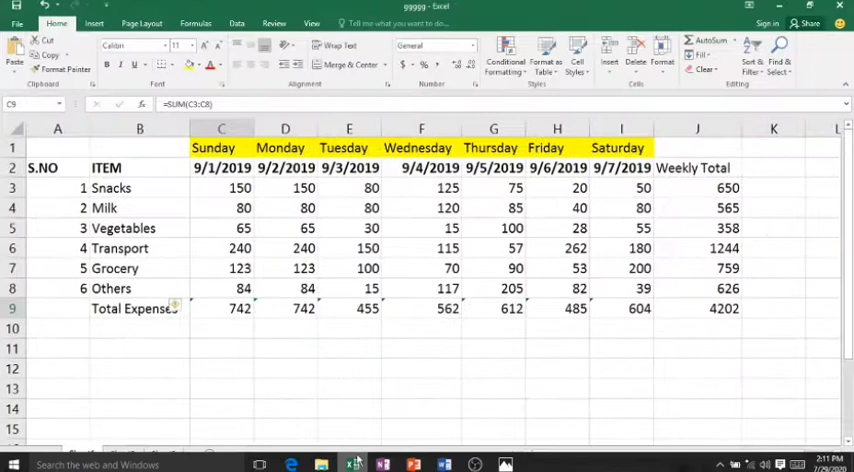 ggggg - Excel
File Home Insert Page Layout Formulas Data Review View Tell me what you want to do... Sign in Share
Cut
Copy
Format Painter
Paste
Clipboard
Calibri 11
B I U
Font
Wrap Text
Merge & Center
Alignment
General
$ % ,
Number
Conditional Formatting
Format as Table
Cell Styles
Styles
Insert Delete Format
Cells
AutoSum
Fill
Clear
Sort & Filter
Find & Select
Editing
C9 fx =SUM(C3:C8)
A B C D E F G H I J K L
1 Sunday Monday Tuesday Wednesday Thursday Friday Saturday
2 S.NO ITEM 9/1/2019 9/2/2019 9/3/2019 9/4/2019 9/5/2019 9/6/2019 9/7/2019 Weekly Total
3 1 Snacks 150 150 80 125 75 20 50 650
4 2 Milk 80 80 80 120 85 40 80 565
5 3 Vegetables 65 65 30 15 100 28 55 358
6 4 Transport 240 240 150 115 57 262 180 1244
7 5 Grocery 123 123 100 70 90 53 200 759
8 6 Others 84 84 15 117 205 82 39 626
9 Total Expenses 742 742 455 562 612 485 604 4202
10
11
12
13
14
15
Search the web and Windows
2:11 PM
7/29/2020